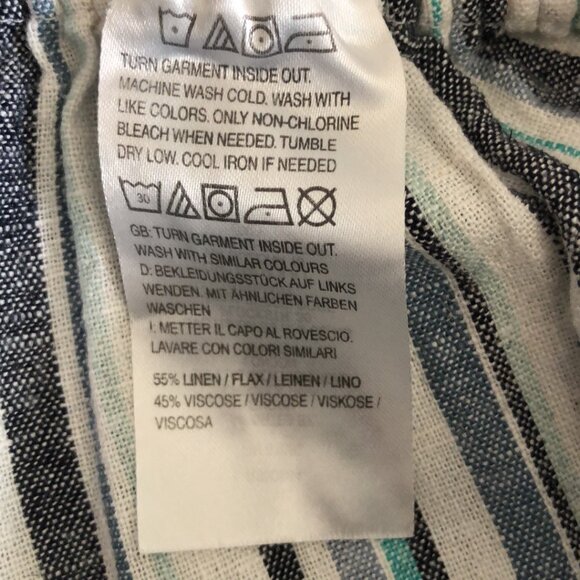 TURN GARMENT INSIDE OUT.
MACHINE WASH COLD. WASH WITH
LIKE COLORS. ONLY NON-CHLORINE
BLEACH WHEN NEEDED. TUMBLE
DRY LOW. COOL IRON IF NEEDED
30
GB: TURN GARMENT INSIDE OUT.
WASH WITH SIMILAR COLOURS
D: BEKLEIDUNGSSTÜCK AUF LINKS
WENDEN. MIT ÄHNLICHEN FARBEN
WASCHEN
I: METTER IL CAPO AL ROVESCIO.
LAVARE CON COLORI SIMILARI
55% LINEN / FLAX / LEINEN / LINO
45% VISCOSE / VISCOSE / VISKOSE /
VISCOSA